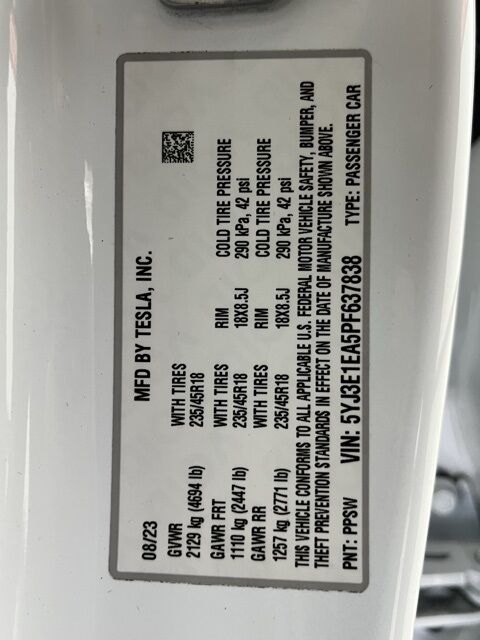 MFD BY TESLA, INC.
08/23
GVWR WITH TIRES
2129 kg (4694 lb) 235/45R18
GAWR FRT WITH TIRES RIM COLD TIRE PRESSURE
1110 kg (2447 lb) 235/45R18 18X8.5J 290 kPa, 42 psi
GAWR RR WITH TIRES RIM COLD TIRE PRESSURE
1257 kg (2771 lb) 235/45R18 18X8.5J 290 kPa, 42 psi
THIS VEHICLE CONFORMS TO ALL APPLICABLE U.S. FEDERAL MOTOR VEHICLE SAFETY, BUMPER, AND
THEFT PREVENTION STANDARDS IN EFFECT ON THE DATE OF MANUFACTURE SHOWN ABOVE.
PNT: PPSW VIN: 5YJ3E1EA5PF637838 TYPE: PASSENGER CAR